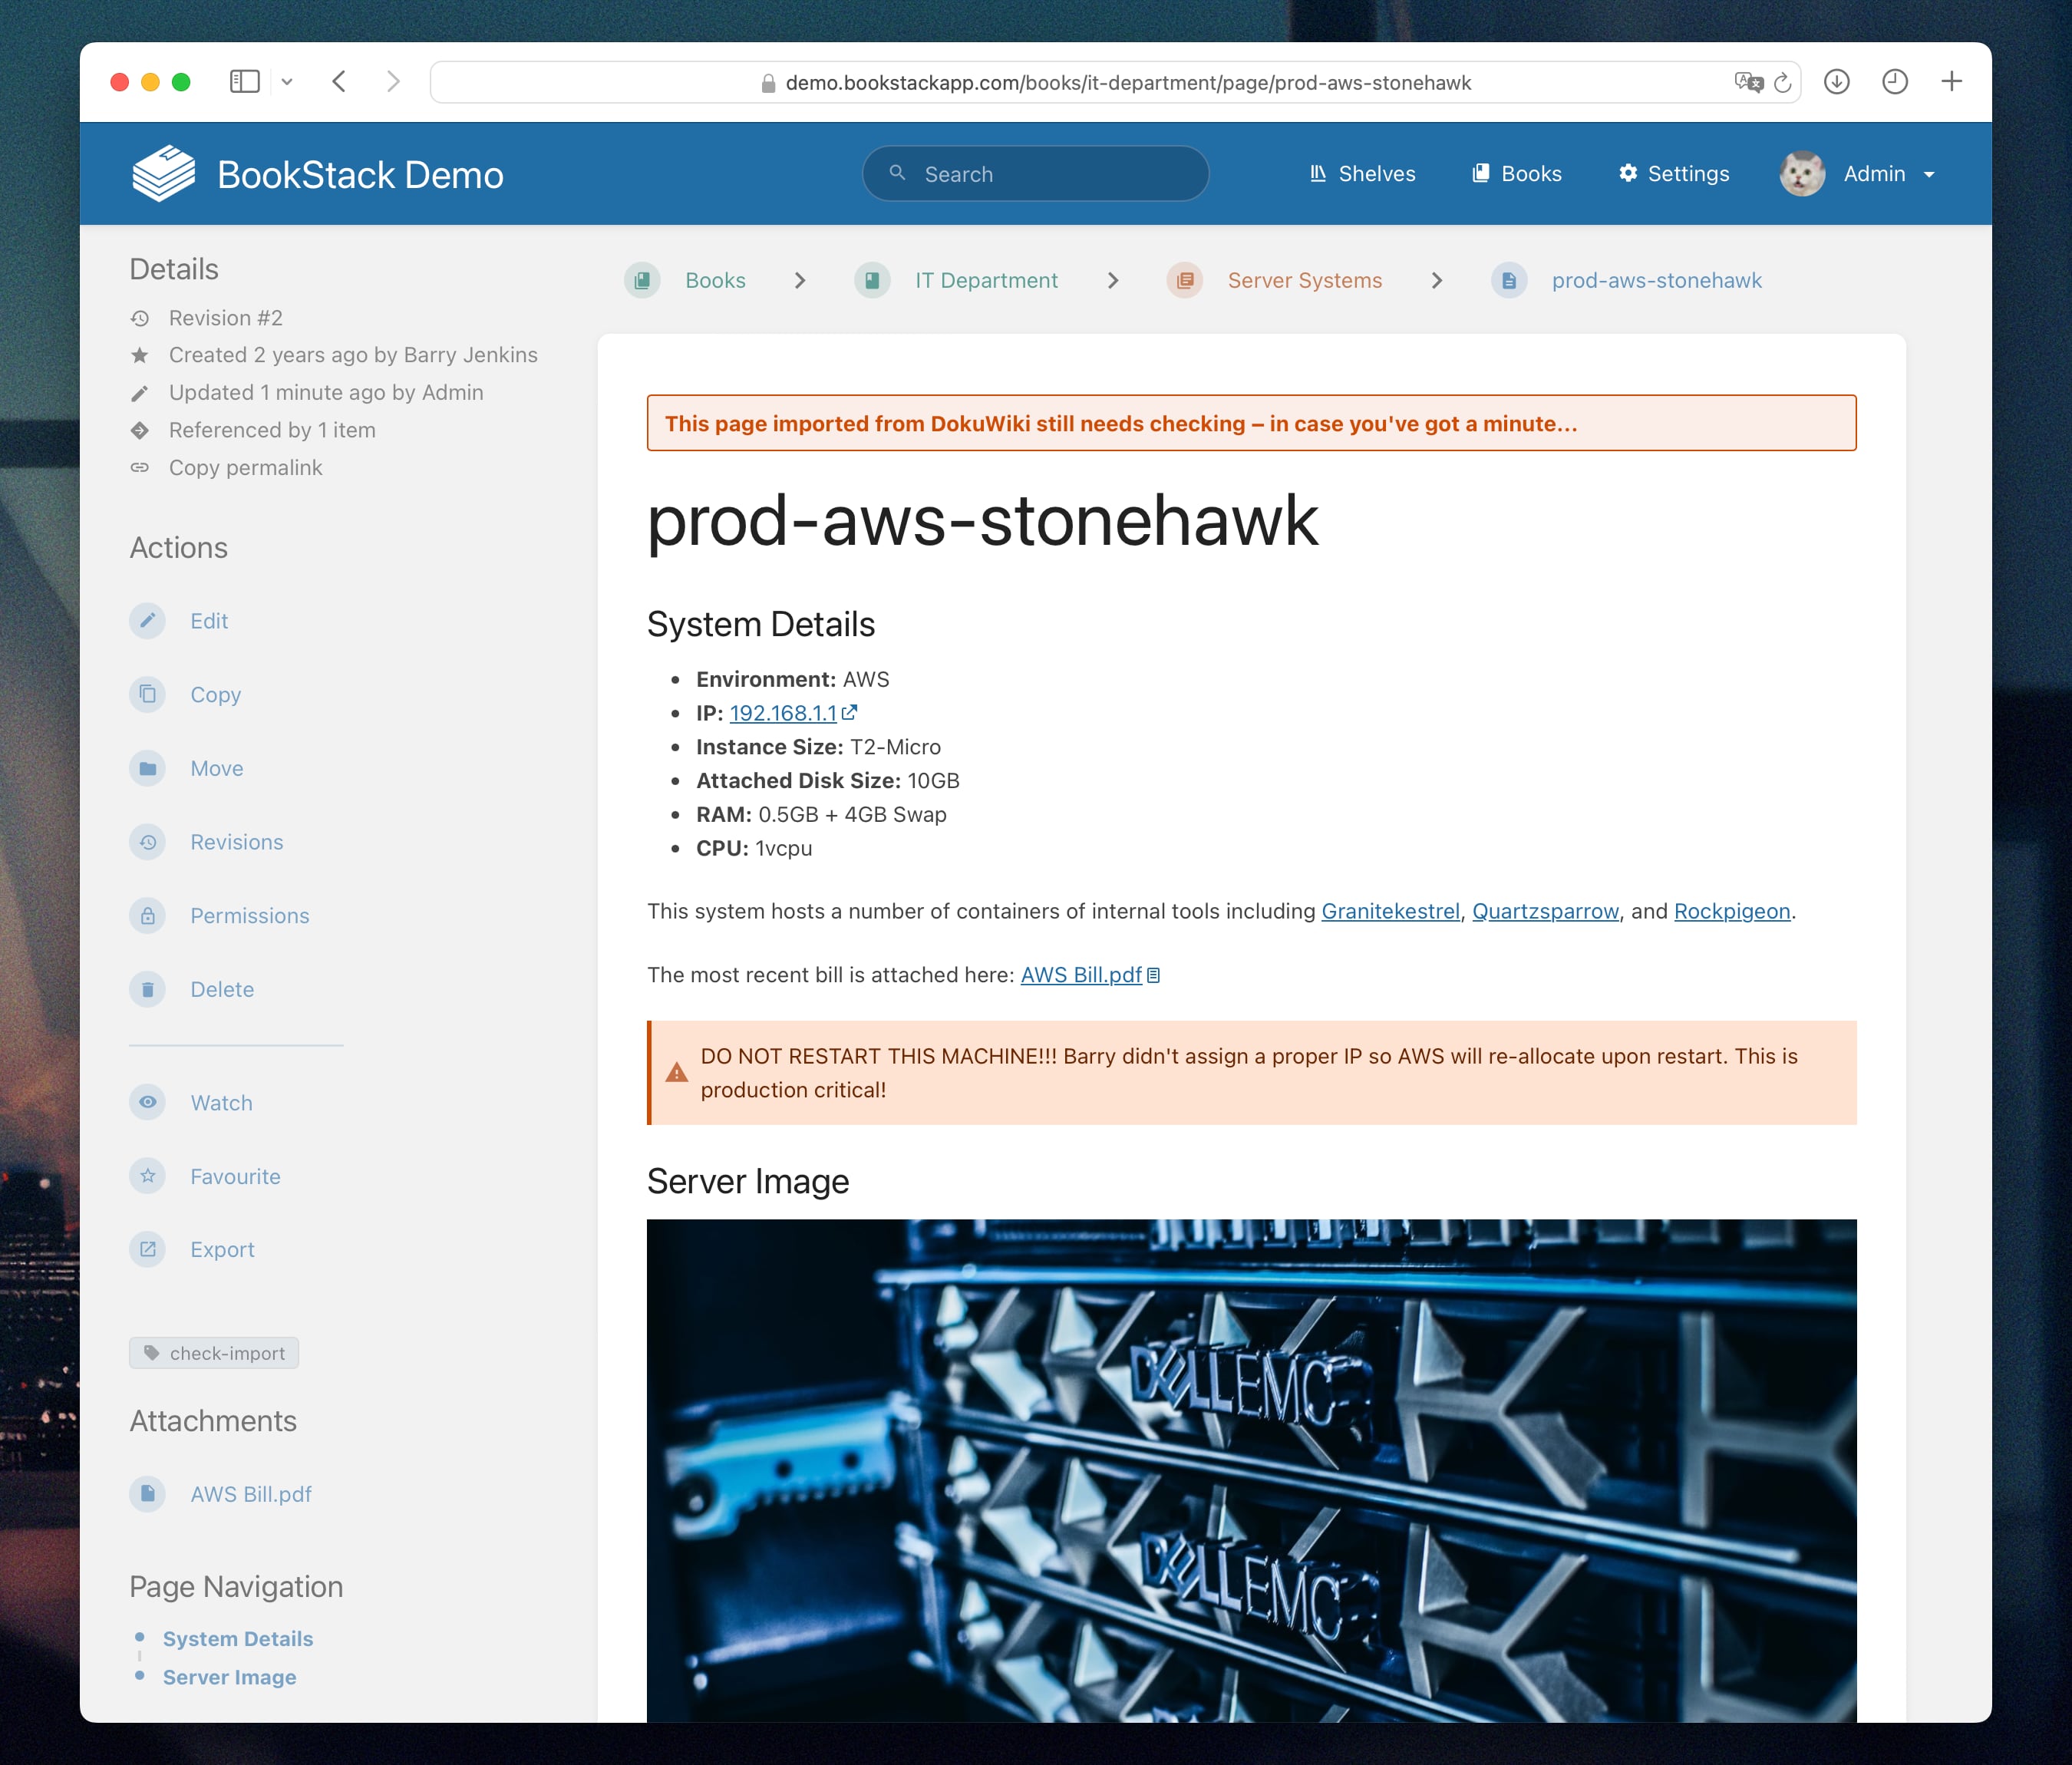 demo.bookstackapp.com/books/it-department/page/prod-aws-stonehawk
BookStack Demo
Search
Shelves
Books
Settings
Admin
Details
Revision #2
Created 2 years ago by Barry Jenkins
Updated 1 minute ago by Admin
Referenced by 1 item
Copy permalink
Actions
Edit
Copy
Move
Revisions
Permissions
Delete
Watch
Favourite
Export
check-import
Attachments
AWS Bill.pdf
Page Navigation
System Details
Server Image
Books
IT Department
Server Systems
prod-aws-stonehawk
This page imported from DokuWiki still needs checking – in case you've got a minute...
prod-aws-stonehawk
System Details
Environment: AWS
IP: 192.168.1.1
Instance Size: T2-Micro
Attached Disk Size: 10GB
RAM: 0.5GB + 4GB Swap
CPU: 1vcpu
This system hosts a number of containers of internal tools including Granitekestrel, Quartzsparrow, and Rockpigeon.
The most recent bill is attached here: AWS Bill.pdf
DO NOT RESTART THIS MACHINE!!! Barry didn't assign a proper IP so AWS will re-allocate upon restart. This is
production critical!
Server Image
DELLEMC
DELLEMC